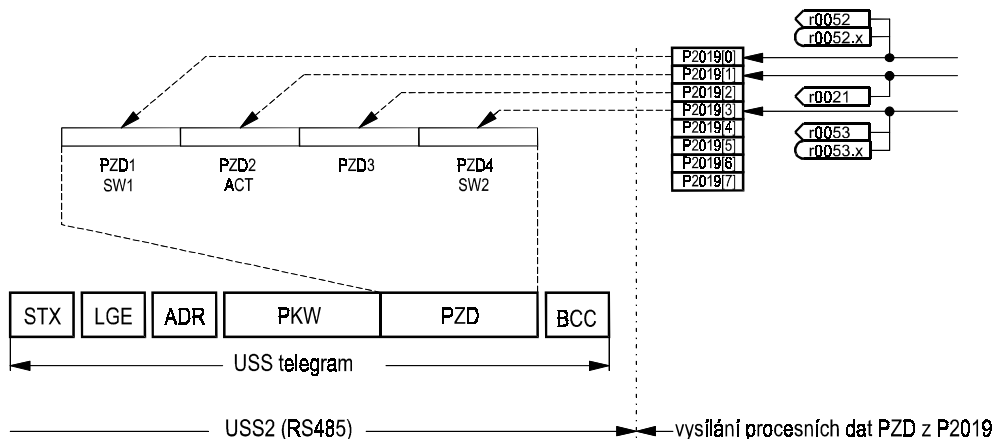 r0052
r0052.x
P2019[0]
P2019[1]
P2019[2]
r0021
P2019[3]
P2019[4]
r0053
P2019[5]
r0053.x
P2019[6]
P2019[7]
PZD1 PZD2 PZD3 PZD4
SW1 ACT SW2
STX LGE ADR PKW PZD BCC
USS telegram
USS2 (RS485) vysílání procesních dat PZD z P2019